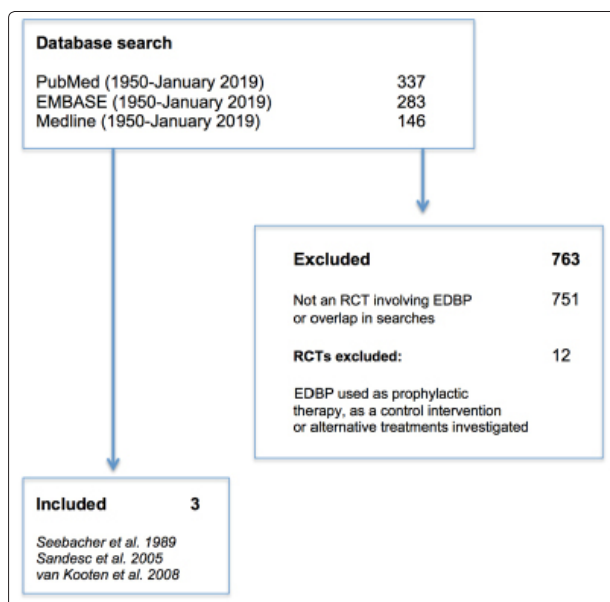 Database search
PubMed (1950-January 2019) 337
EMBASE (1950-January 2019) 283
Medline (1950-January 2019) 146
Excluded 763
Not an RCT involving EDBP 751
or overlap in searches
RCTs excluded: 12
EDBP used as prophylactic
therapy, as a control intervention
or alternative treatments investigated
Included 3
Seebacher et al. 1989
Sandesc et al. 2005
van Kooten et al. 2008